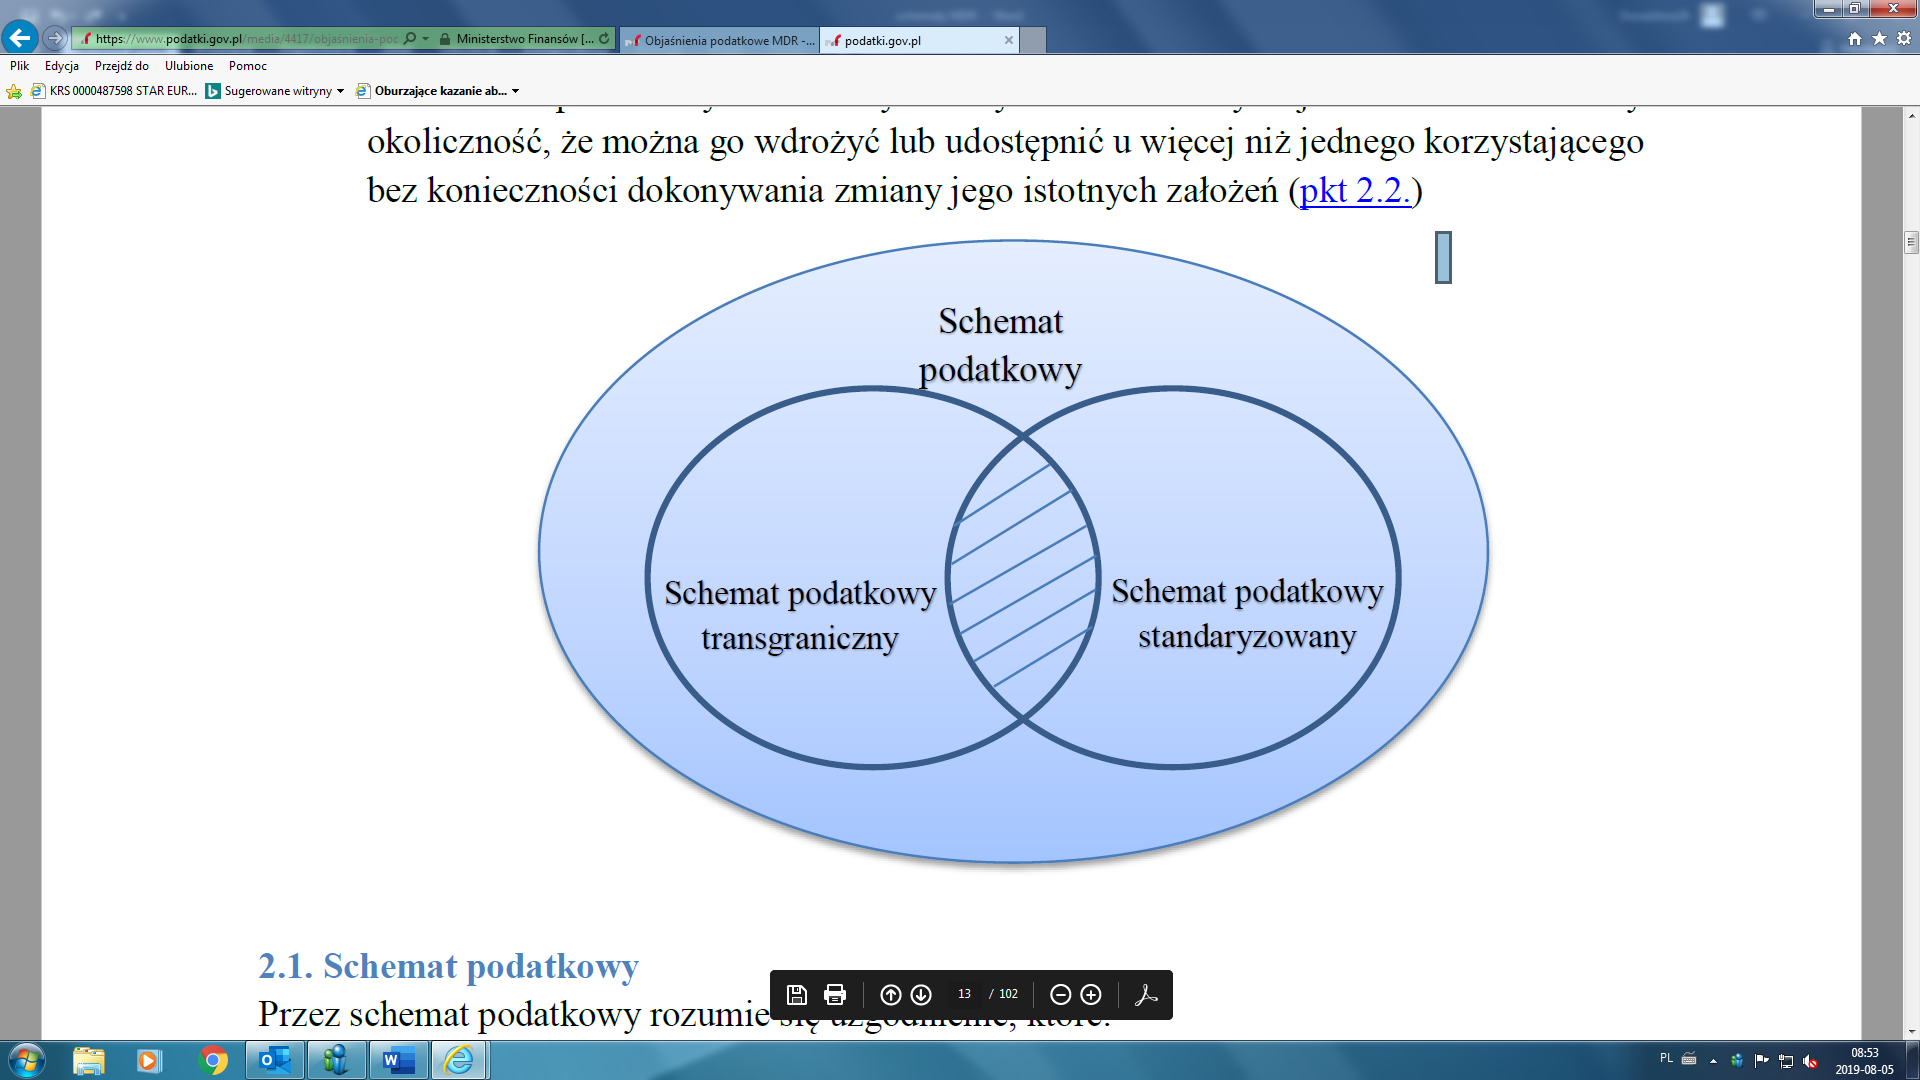 https://www.podatki.gov.pl/media/4417/objaśnienia-poc
Ministerstwo Finansów [...
Objaśnienia podatkowe MDR -...
podatki.gov.pl
Plik Edycja Przejdź do Ulubione Pomoc
KRS 0000487598 STAR EUR... Sugerowane witryny Oburzające kazanie ab...
okoliczność, że można go wdrożyć lub udostępnić u więcej niż jednego korzystającego
bez konieczności dokonywania zmiany jego istotnych założeń (pkt 2.2.)
Schemat
podatkowy
Schemat podatkowy
transgraniczny
Schemat podatkowy
standaryzowany
2.1. Schemat podatkowy
Przez schemat podatkowy rozumie się uzgodnienie, które:
13 / 102
PL
08:53
2019-08-05